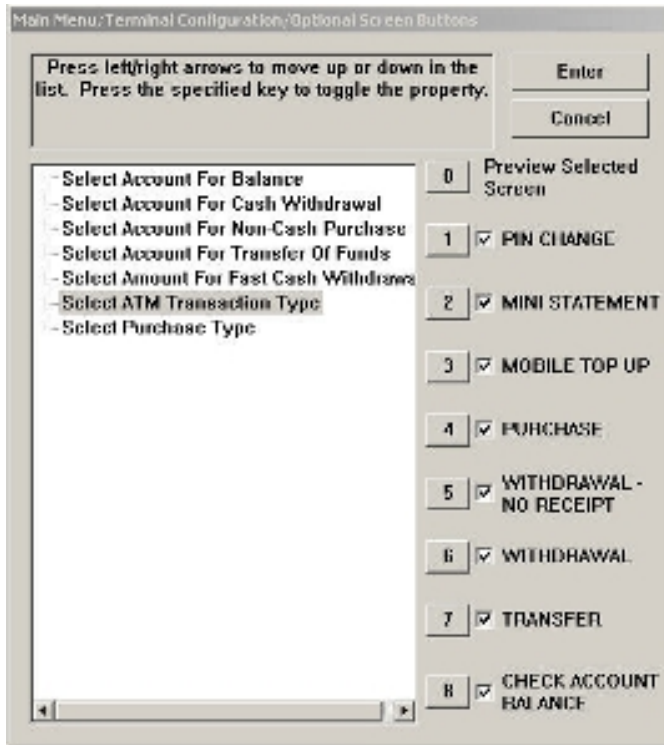 Main Menu/Terminal Configuration/Optional Screen Buttons
Press left/right arrows to move up or down in the
list. Press the specified key to toggle the property.
Enter
Cancel
Select Account For Balance
Select Account For Cash Withdrawal
Select Account For Non-Cash Purchase
Select Account For Transfer Of Funds
Select Amount For Fast Cash Withdrawa
Select ATM Transaction Type
Select Purchase Type
0 Preview Selected
Screen
1 PIN CHANGE
2 MINI STATEMENT
3 MOBILE TOP UP
4 PURCHASE
5 WITHDRAWAL -
NO RECEIPT
6 WITHDRAWAL
7 TRANSFER
8 CHECK ACCOUNT
BALANCE